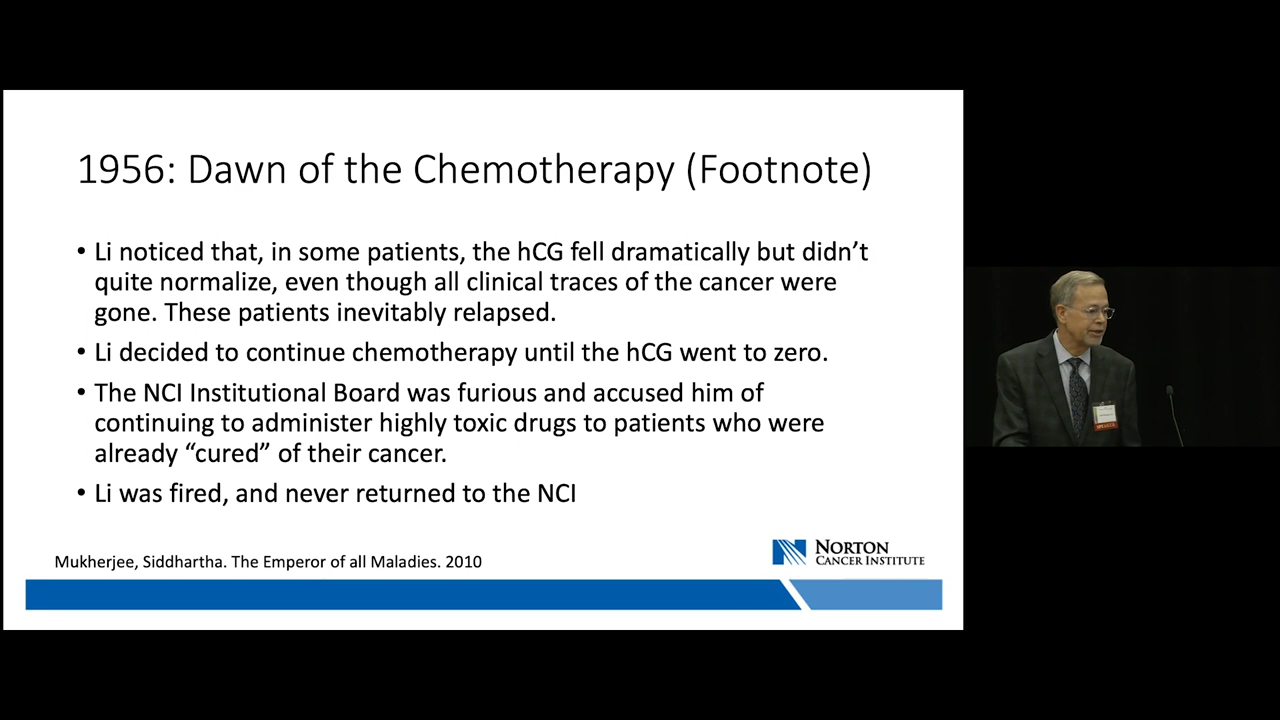 1956: Dawn of the Chemotherapy (Footnote)
• Li noticed that, in some patients, the hCG fell dramatically but didn’t
quite normalize, even though all clinical traces of the cancer were
gone. These patients inevitably relapsed.
• Li decided to continue chemotherapy until the hCG went to zero.
• The NCI Institutional Board was furious and accused him of
continuing to administer highly toxic drugs to patients who were
already “cured” of their cancer.
• Li was fired, and never returned to the NCI
Mukherjee, Siddhartha. The Emperor of all Maladies. 2010
NORTON
CANCER INSTITUTE
SPEAKER